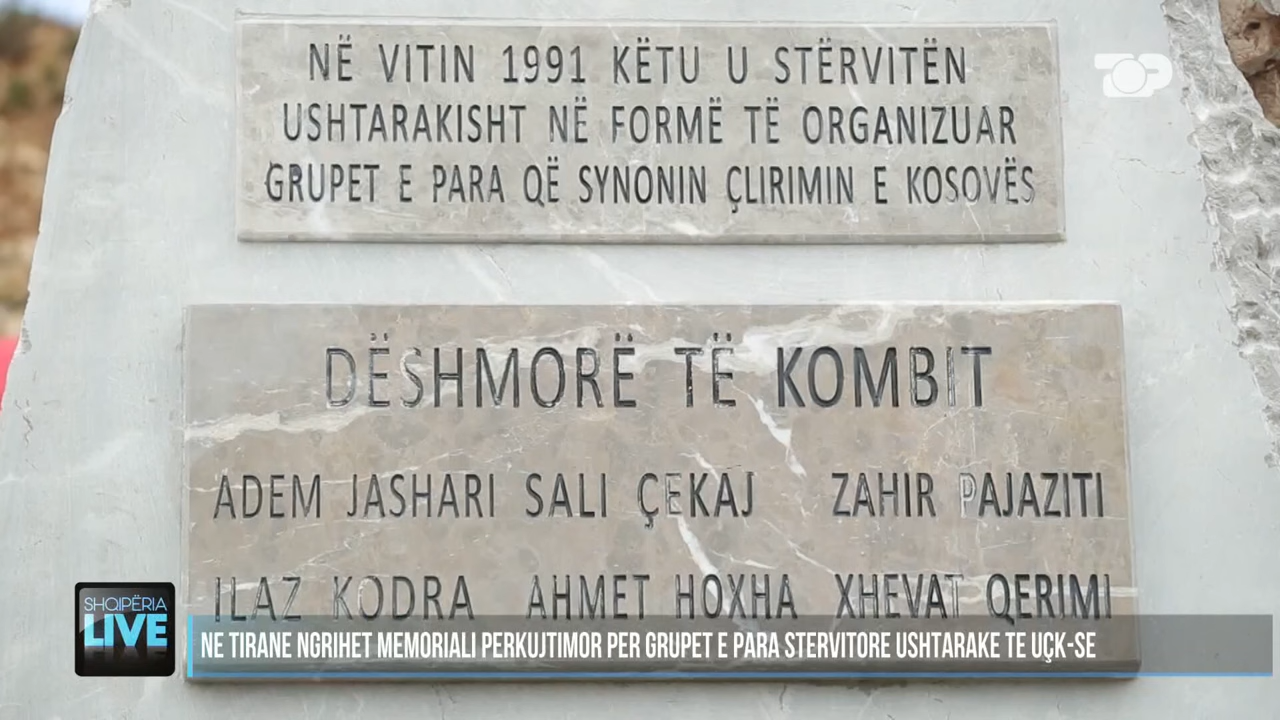 NË VITIN 1991 KËTU U STËRVITËN
USHTARAKISHT NË FORMË TË ORGANIZUAR
GRUPET E PARA QË SYNONIN ÇLIRIMIN E KOSOVËS
TOP
DËSHMORË TË KOMBIT
ADEM JASHARI SALI ÇEKAJ ZAHIR PAJAZITI
ILAZ KODRA AHMET HOXHA XHEVAT QERIMI
SHQIPËRIA
LIVE
NE TIRANE NGRIHET MEMORIALI PERKUJTIMOR PER GRUPET E PARA STERVITORE USHTARAKE TE UÇK-SE